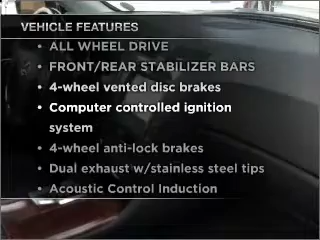 VEHICLE FEATURES
• ALL WHEEL DRIVE
• FRONT/REAR STABILIZER BARS
• 4-wheel vented disc brakes
• Computer controlled ignition
system
• 4-wheel anti-lock brakes
• Dual exhaust w/stainless steel tips
• Acoustic Control Induction